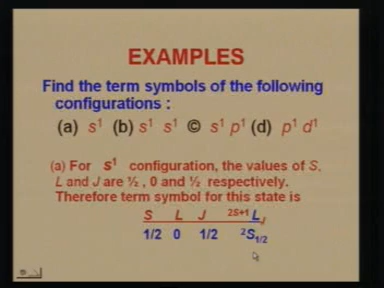 EXAMPLES
Find the term symbols of the following
configurations :
(a) s¹ (b) s¹ s¹ © s¹ p¹ (d) p¹ d¹
(a) For s¹ configuration, the values of S,
L and J are ½ , 0 and ½ respectively.
Therefore term symbol for this state is
S L J ²ˢ⁺¹ L_J
1/2 0 1/2 ²S₁/₂